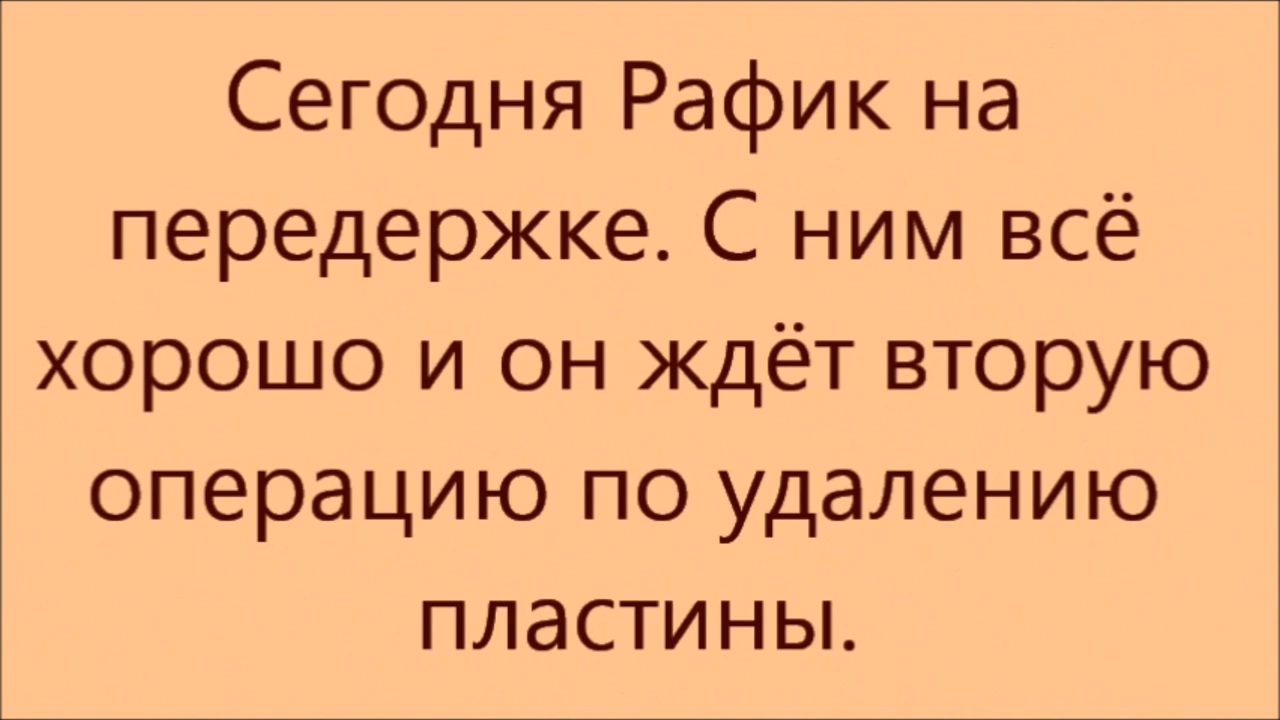 Сегодня Рафик на
передержке. С ним всё
хорошо и он ждёт вторую
операцию по удалению
пластины.